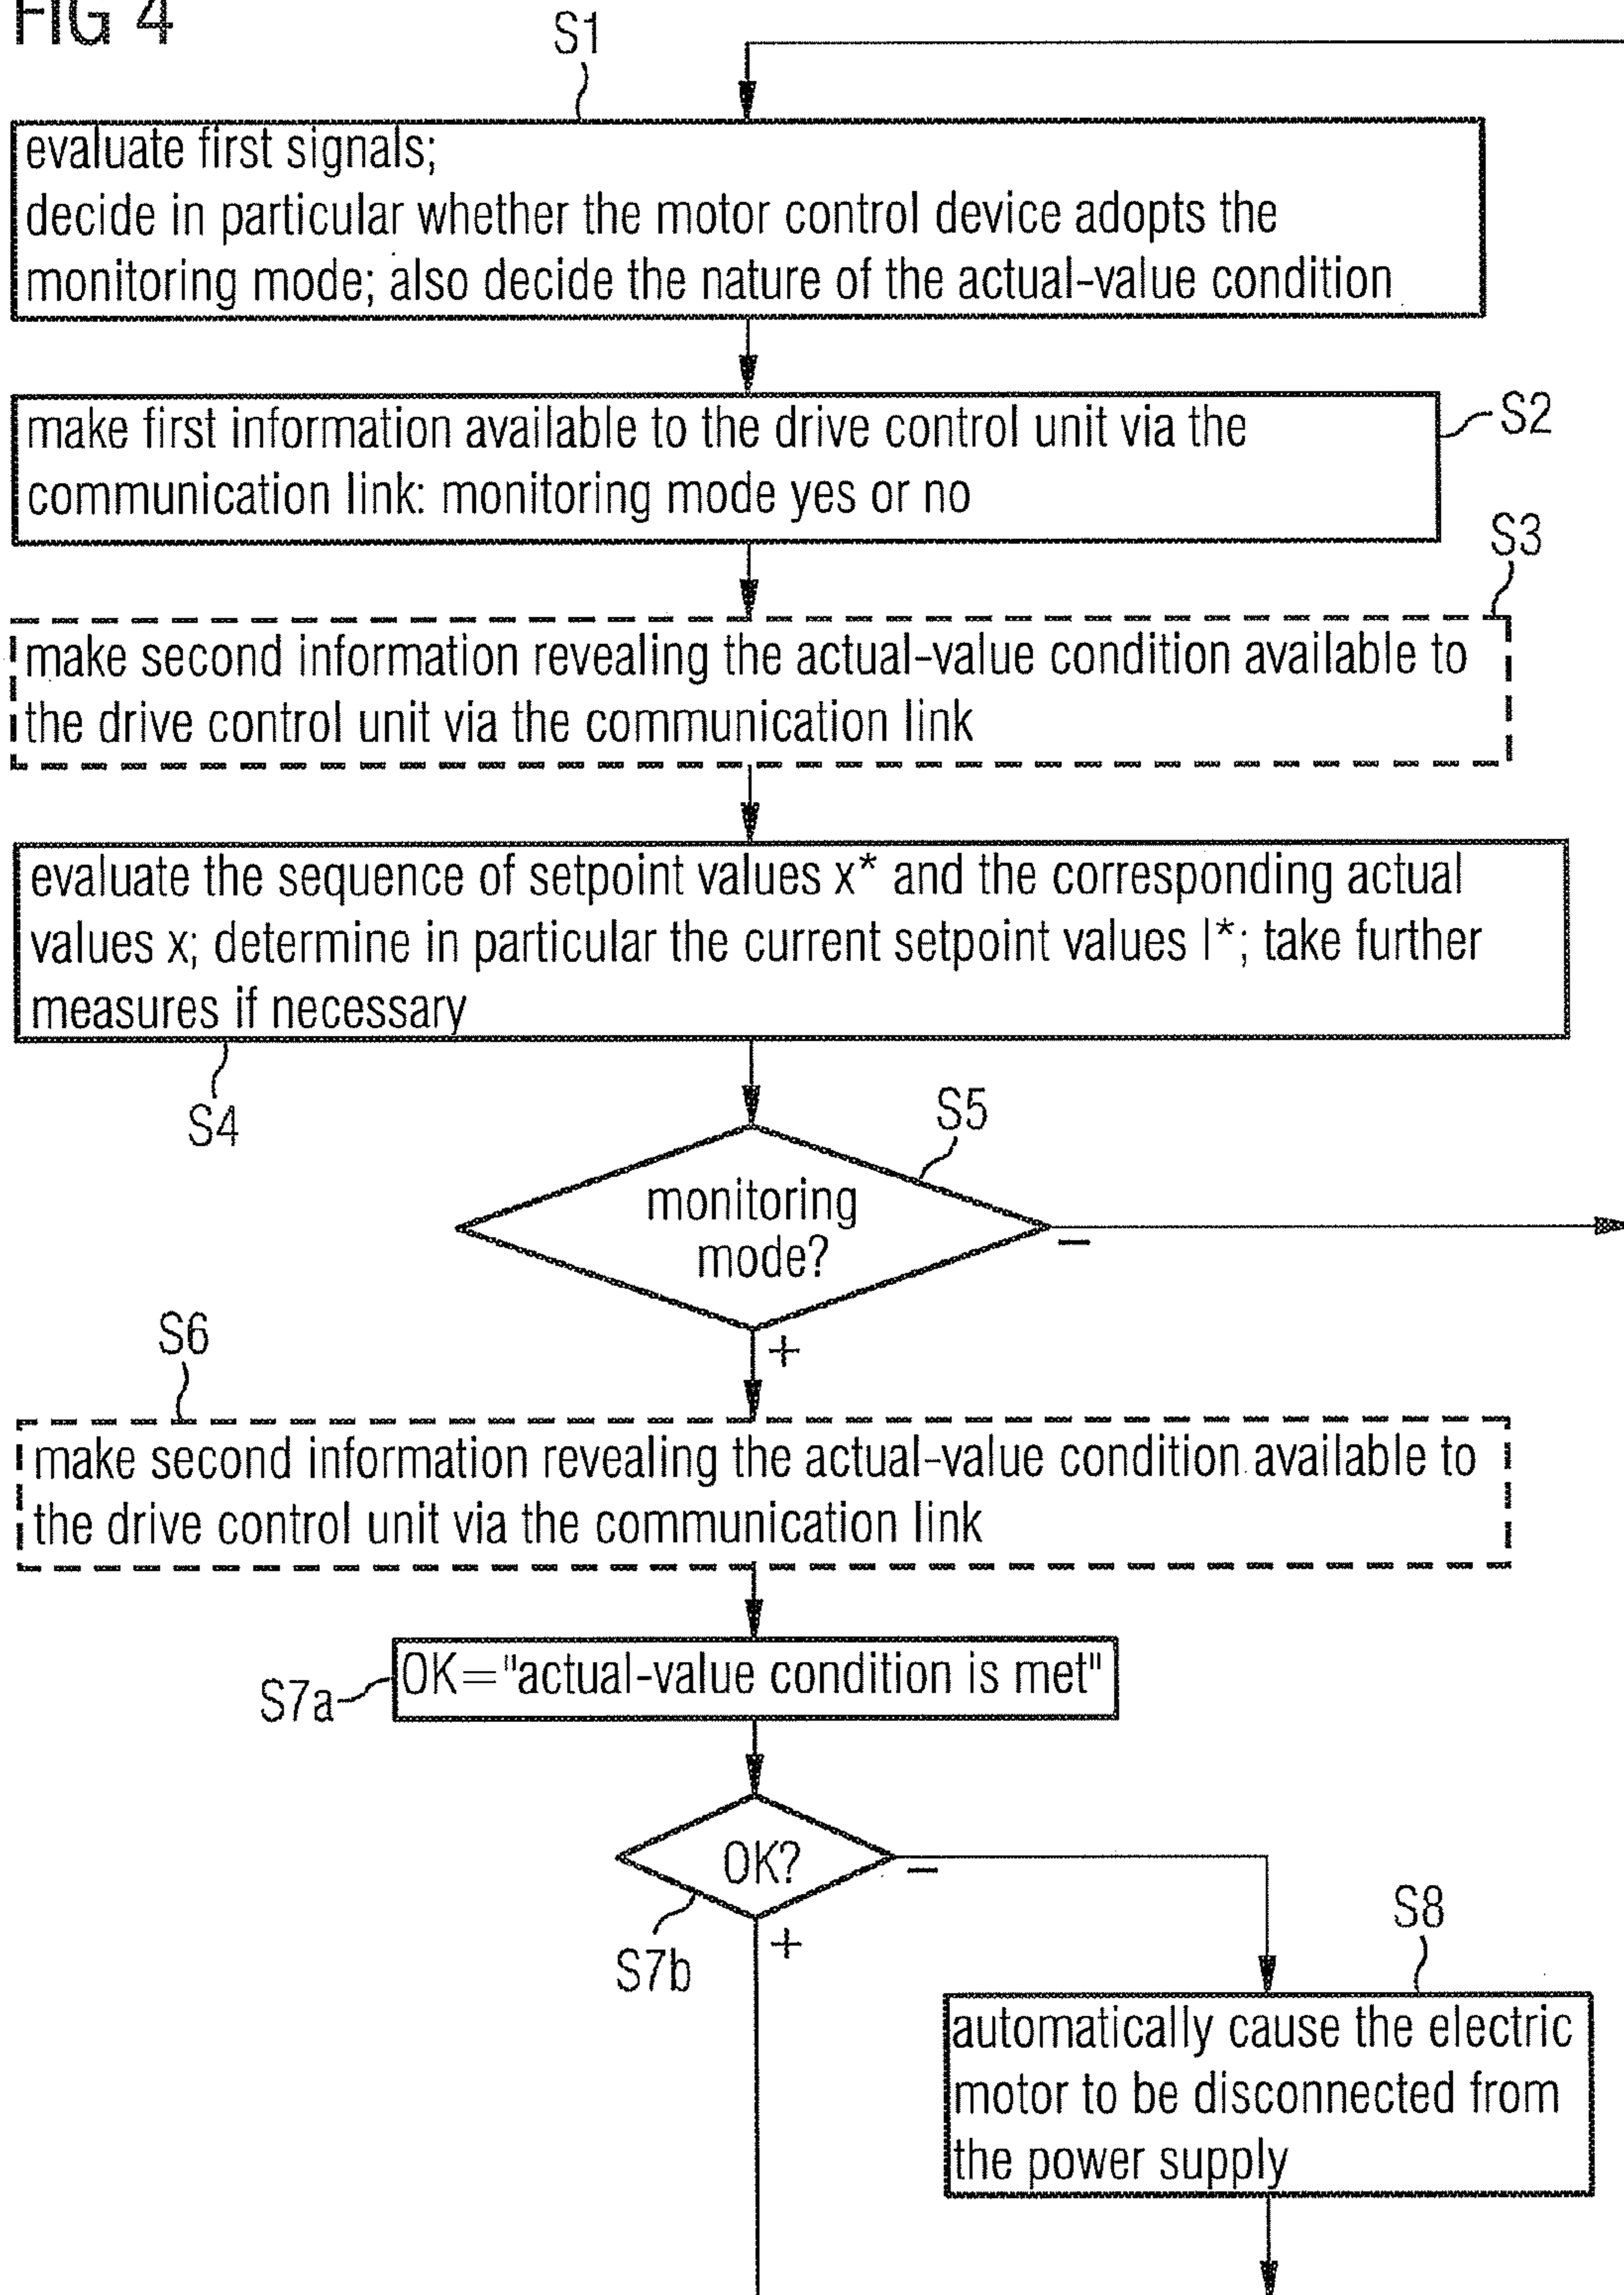 FIG 4
S1
evaluate first signals;
decide in particular whether the motor control device adopts the
monitoring mode; also decide the nature of the actual-value condition
make first information available to the drive control unit via the
communication link: monitoring mode yes or no
S2
S3
make second information revealing the actual-value condition available to
the drive control unit via the communication link
evaluate the sequence of setpoint values x* and the corresponding actual
values x; determine in particular the current setpoint values I*; take further
measures if necessary
S4
S5
monitoring
mode?
−
+
S6
make second information revealing the actual-value condition available to
the drive control unit via the communication link
S7a
OK="actual-value condition is met"
OK?
−
+
S7b
S8
automatically cause the electric
motor to be disconnected from
the power supply